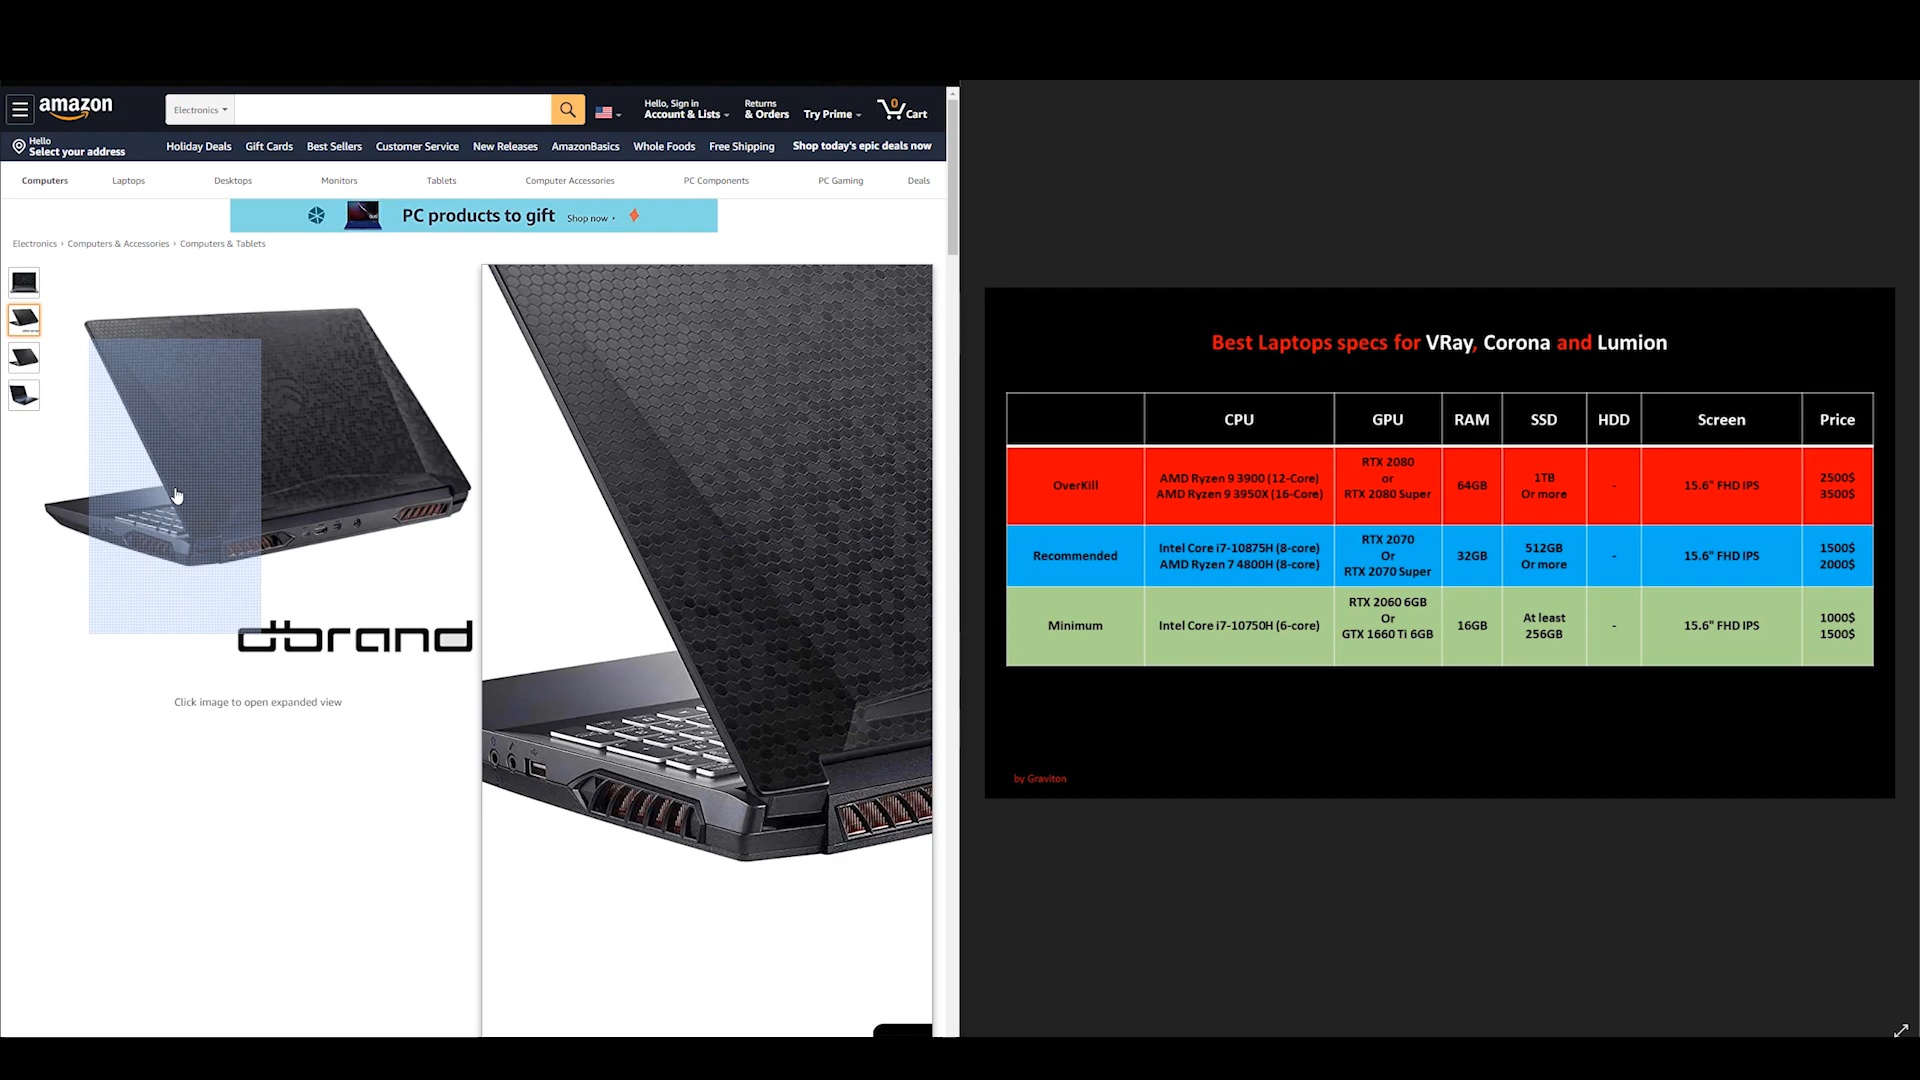 amazon
Electronics
Hello, Sign in
Account & Lists
Returns
& Orders
Try Prime
0
Cart
Hello
Select your address
Holiday Deals
Gift Cards
Best Sellers
Customer Service
New Releases
AmazonBasics
Whole Foods
Free Shipping
Shop today's epic deals now
Computers
Laptops
Desktops
Monitors
Tablets
Computer Accessories
PC Components
PC Gaming
Deals
PC products to gift Shop now ›
Electronics › Computers & Accessories › Computers & Tablets
dbrand
Click image to open expanded view
Best Laptops specs for VRay, Corona and Lumion
CPU
GPU
RAM
SSD
HDD
Screen
Price
OverKill
AMD Ryzen 9 3900 (12-Core)
AMD Ryzen 9 3950X (16-Core)
RTX 2080
or
RTX 2080 Super
64GB
1TB
Or more
-
15.6" FHD IPS
2500$
3500$
Recommended
Intel Core i7-10875H (8-core)
AMD Ryzen 7 4800H (8-core)
RTX 2070
Or
RTX 2070 Super
32GB
512GB
Or more
-
15.6" FHD IPS
1500$
2000$
Minimum
Intel Core i7-10750H (6-core)
RTX 2060 6GB
Or
GTX 1660 Ti 6GB
16GB
At least
256GB
-
15.6" FHD IPS
1000$
1500$
by Graviton